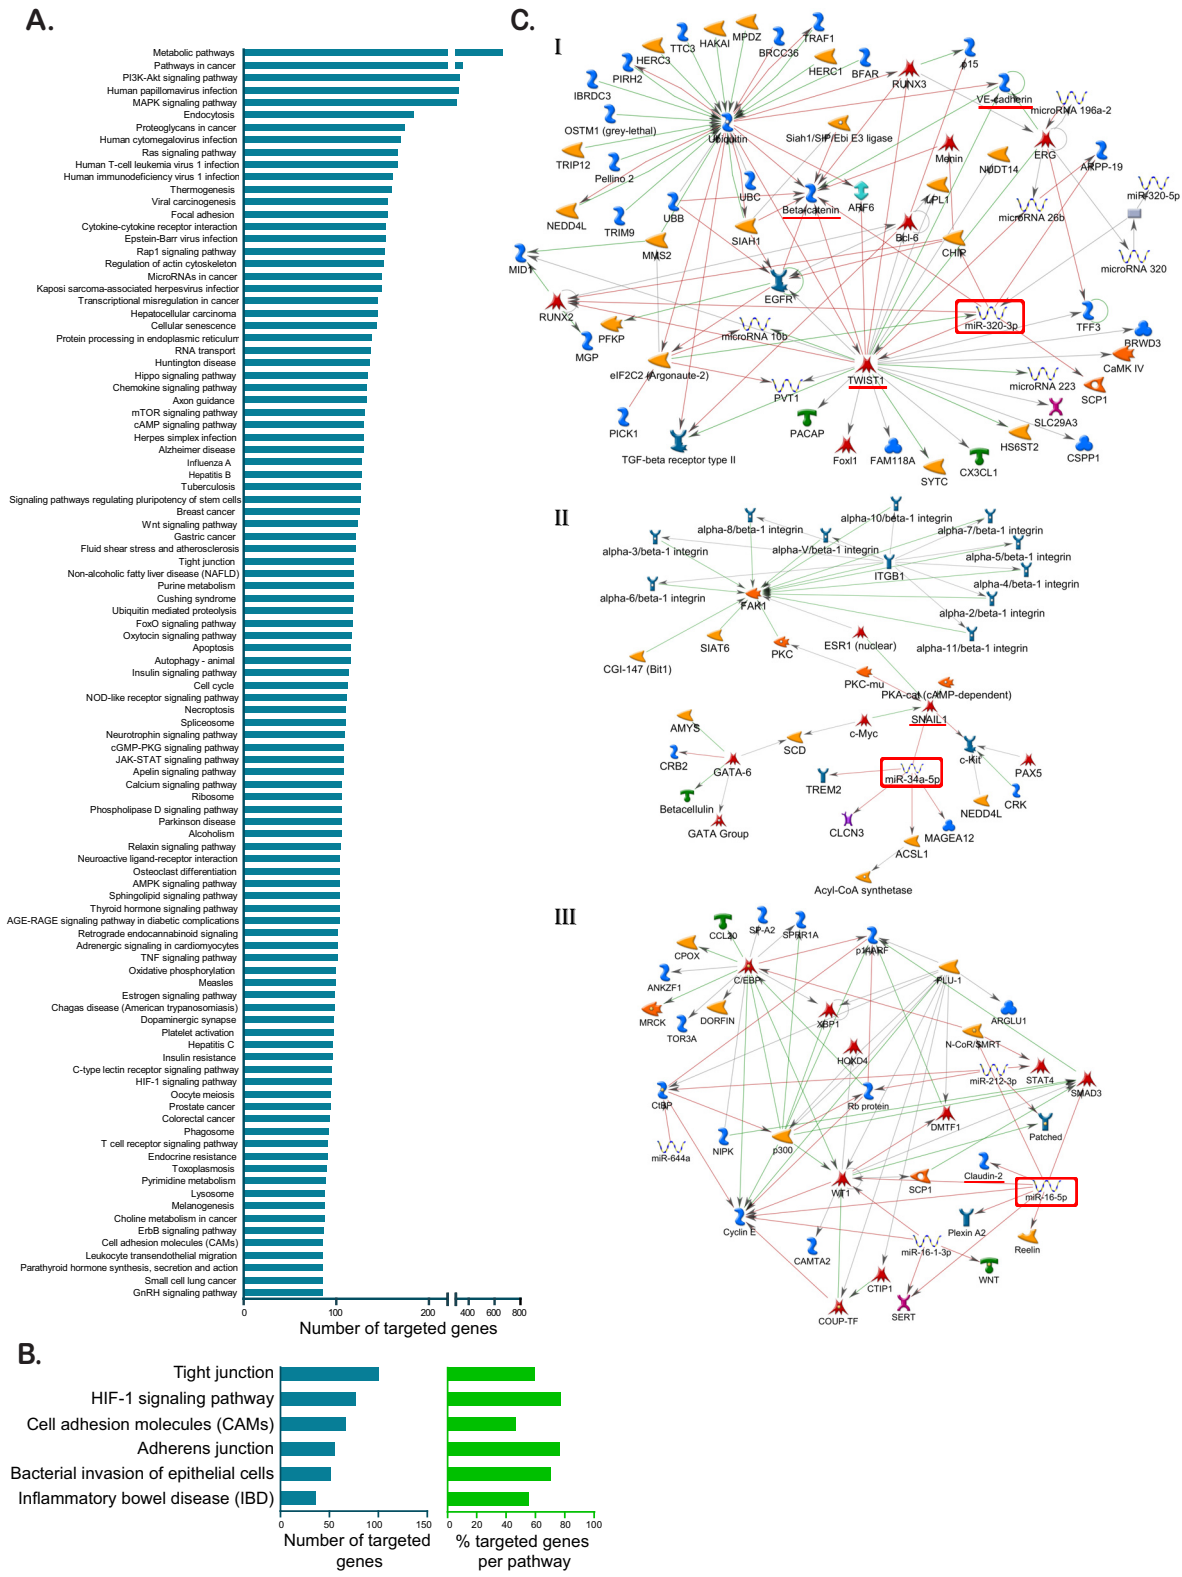 A.
Metabolic pathways
Pathways in cancer
PI3K-Akt signaling pathway
Human papillomavirus infection
MAPK signaling pathway
Endocytosis
Proteoglycans in cancer
Human cytomegalovirus infection
Ras signaling pathway
Human T-cell leukemia virus 1 infection
Human immunodeficiency virus 1 infection
Thermogenesis
Viral carcinogenesis
Focal adhesion
Cytokine-cytokine receptor interaction
Epstein-Barr virus infection
Rap1 signaling pathway
Regulation of actin cytoskeleton
MicroRNAs in cancer
Kaposi sarcoma-associated herpesvirus infection
Transcriptional misregulation in cancer
Hepatocellular carcinoma
Cellular senescence
Protein processing in endoplasmic reticulum
RNA transport
Huntington disease
Hippo signaling pathway
Chemokine signaling pathway
Axon guidance
mTOR signaling pathway
cAMP signaling pathway
Herpes simplex infection
Alzheimer disease
Influenza A
Hepatitis B
Tuberculosis
Signaling pathways regulating pluripotency of stem cells
Breast cancer
Wnt signaling pathway
Gastric cancer
Fluid shear stress and atherosclerosis
Tight junction
Non-alcoholic fatty liver disease (NAFLD)
Purine metabolism
Cushing syndrome
Ubiquitin mediated proteolysis
FoxO signaling pathway
Oxytocin signaling pathway
Apoptosis
Autophagy - animal
Insulin signaling pathway
Cell cycle
NOD-like receptor signaling pathway
Necroptosis
Spliceosome
Neurotrophin signaling pathway
cGMP-PKG signaling pathway
JAK-STAT signaling pathway
Apelin signaling pathway
Calcium signaling pathway
Ribosome
Phospholipase D signaling pathway
Parkinson disease
Alcoholism
Relaxin signaling pathway
Neuroactive ligand-receptor interaction
Osteoclast differentiation
AMPK signaling pathway
Sphingolipid signaling pathway
Thyroid hormone signaling pathway
AGE-RAGE signaling pathway in diabetic complications
Retrograde endocannabinoid signaling
Adrenergic signaling in cardiomyocytes
TNF signaling pathway
Oxidative phosphorylation
Measles
Estrogen signaling pathway
Chagas disease (American trypanosomiasis)
Dopaminergic synapse
Platelet activation
Hepatitis C
Insulin resistance
C-type lectin receptor signaling pathway
HIF-1 signaling pathway
Oocyte meiosis
Prostate cancer
Colorectal cancer
Phagosome
T cell receptor signaling pathway
Endocrine resistance
Toxoplasmosis
Pyrimidine metabolism
Lysosome
Melanogenesis
Choline metabolism in cancer
ErbB signaling pathway
Cell adhesion molecules (CAMs)
Leukocyte transendothelial migration
Parathyroid hormone synthesis, secretion and action
Small cell lung cancer
GnRH signaling pathway
0 100 200 400 600 800
Number of targeted genes
B.
Tight junction
HIF-1 signaling pathway
Cell adhesion molecules (CAMs)
Adherens junction
Bacterial invasion of epithelial cells
Inflammatory bowel disease (IBD)
0 50 100 150
Number of targeted
genes
0 20 40 60 80 100
% targeted genes
per pathway
C.
I
MPDZ
HAKAI
TRAF1
TTC3
BRCC36
HERC3
HERC1
BFAR
p15
PIRH2
RUNX3
IBRDC3
VE-cadherin
microRNA 196a-2
OSTM1 (grey-lethal)
Ubiquitin
Siah1/SIP/Ebi E3 ligase
Menin
ERG
NUDT14
ARPP-19
TRIP12
Pellino 2
UBC
UBB
Beta-catenin
ARF6
LPL1
miR-320-5p
microRNA 26b
NEDD4L
TRIM9
SIAH1
Bcl-6
MMS2
CHIP
MID1
microRNA 320
EGFR
RUNX2
PFKP
microRNA 10b
miR-320-3p
TFF3
BRWD3
MGP
eIF2C2 (Argonaute-2)
TWIST1
CaMK IV
microRNA 223
PVT1
SCP1
SLC29A3
PICK1
PACAP
TGF-beta receptor type II
Foxl1
FAM118A
HS6ST2
CSPP1
SYTC
CX3CL1
II
alpha-10/beta-1 integrin
alpha-8/beta-1 integrin
alpha-7/beta-1 integrin
alpha-3/beta-1 integrin
alpha-V/beta-1 integrin
alpha-5/beta-1 integrin
ITGB1
alpha-4/beta-1 integrin
alpha-6/beta-1 integrin
FAK1
alpha-2/beta-1 integrin
SIAT6
ESR1 (nuclear)
alpha-11/beta-1 integrin
PKC
CGI-147 (Bit1)
PKC-mu
PKA-cat (cAMP-dependent)
SNAIL1
AMYS
c-Myc
SCD
c-Kit
CRB2
GATA-6
PAX5
miR-34a-5p
TREM2
Betacellulin
CRK
NEDD4L
GATA Group
CLCN3
MAGEA12
ACSL1
Acyl-CoA synthetase
III
CCL20
SP-A2
SPRR1A
p14ARF
CPOX
ANKZF1
C/EBP
PLU-1
MRCK
DORFIN
XBP1
ARGLU1
TOR3A
N-CoR/SMRT
HOXD4
miR-212-3p
STAT4
SMAD3
CtBP
Rb protein
DMTF1
Patched
miR-644a
NIPK
p300
Claudin-2
WT1
SCP1
miR-16-5p
Cyclin E
Plexin A2
Reelin
CAMTA2
miR-16-1-3p
WNT
CTIP1
COUP-TF
SERT